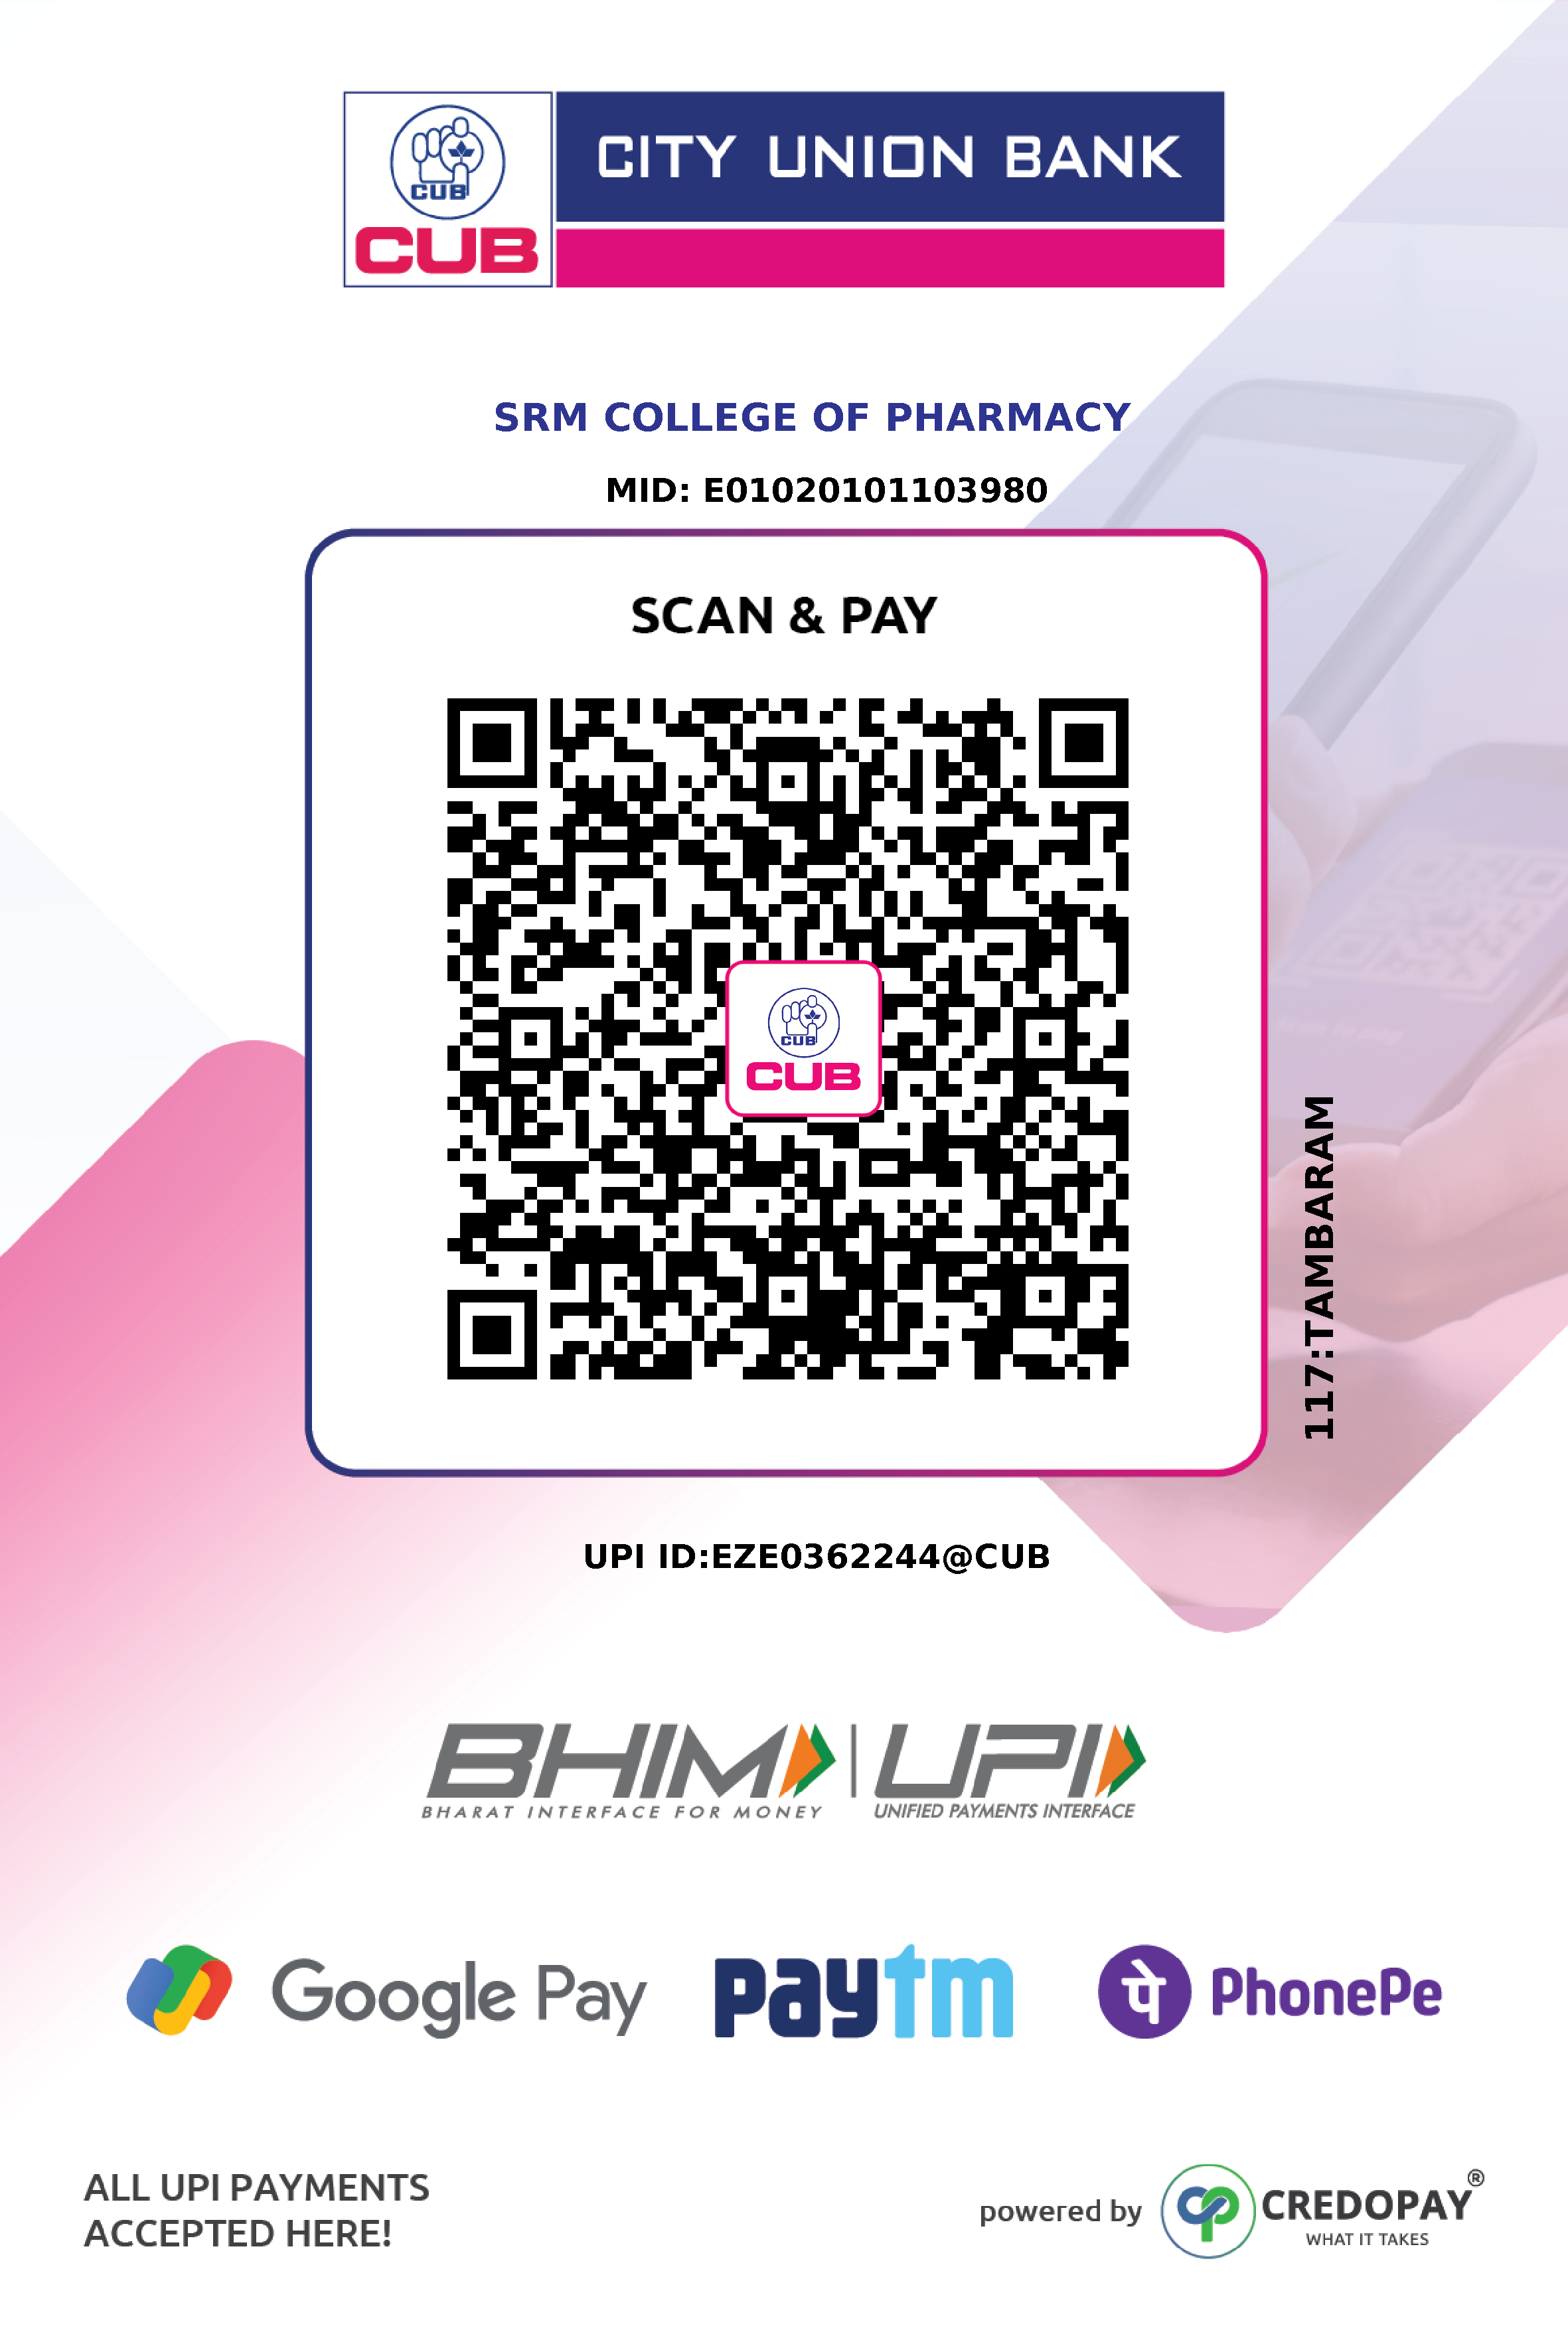 CUB
CUB
CITY UNION BANK
SRM COLLEGE OF PHARMACY
MID: E01020101103980
SCAN & PAY
CUB
CUB
117:TAMBARAM
UPI ID:EZE0362244@CUB
BHIM | UPI
BHARAT INTERFACE FOR MONEY UNIFIED PAYMENTS INTERFACE
Google Pay paytm पे PhonePe
ALL UPI PAYMENTS
ACCEPTED HERE!
powered by CREDOPAY®
WHAT IT TAKES